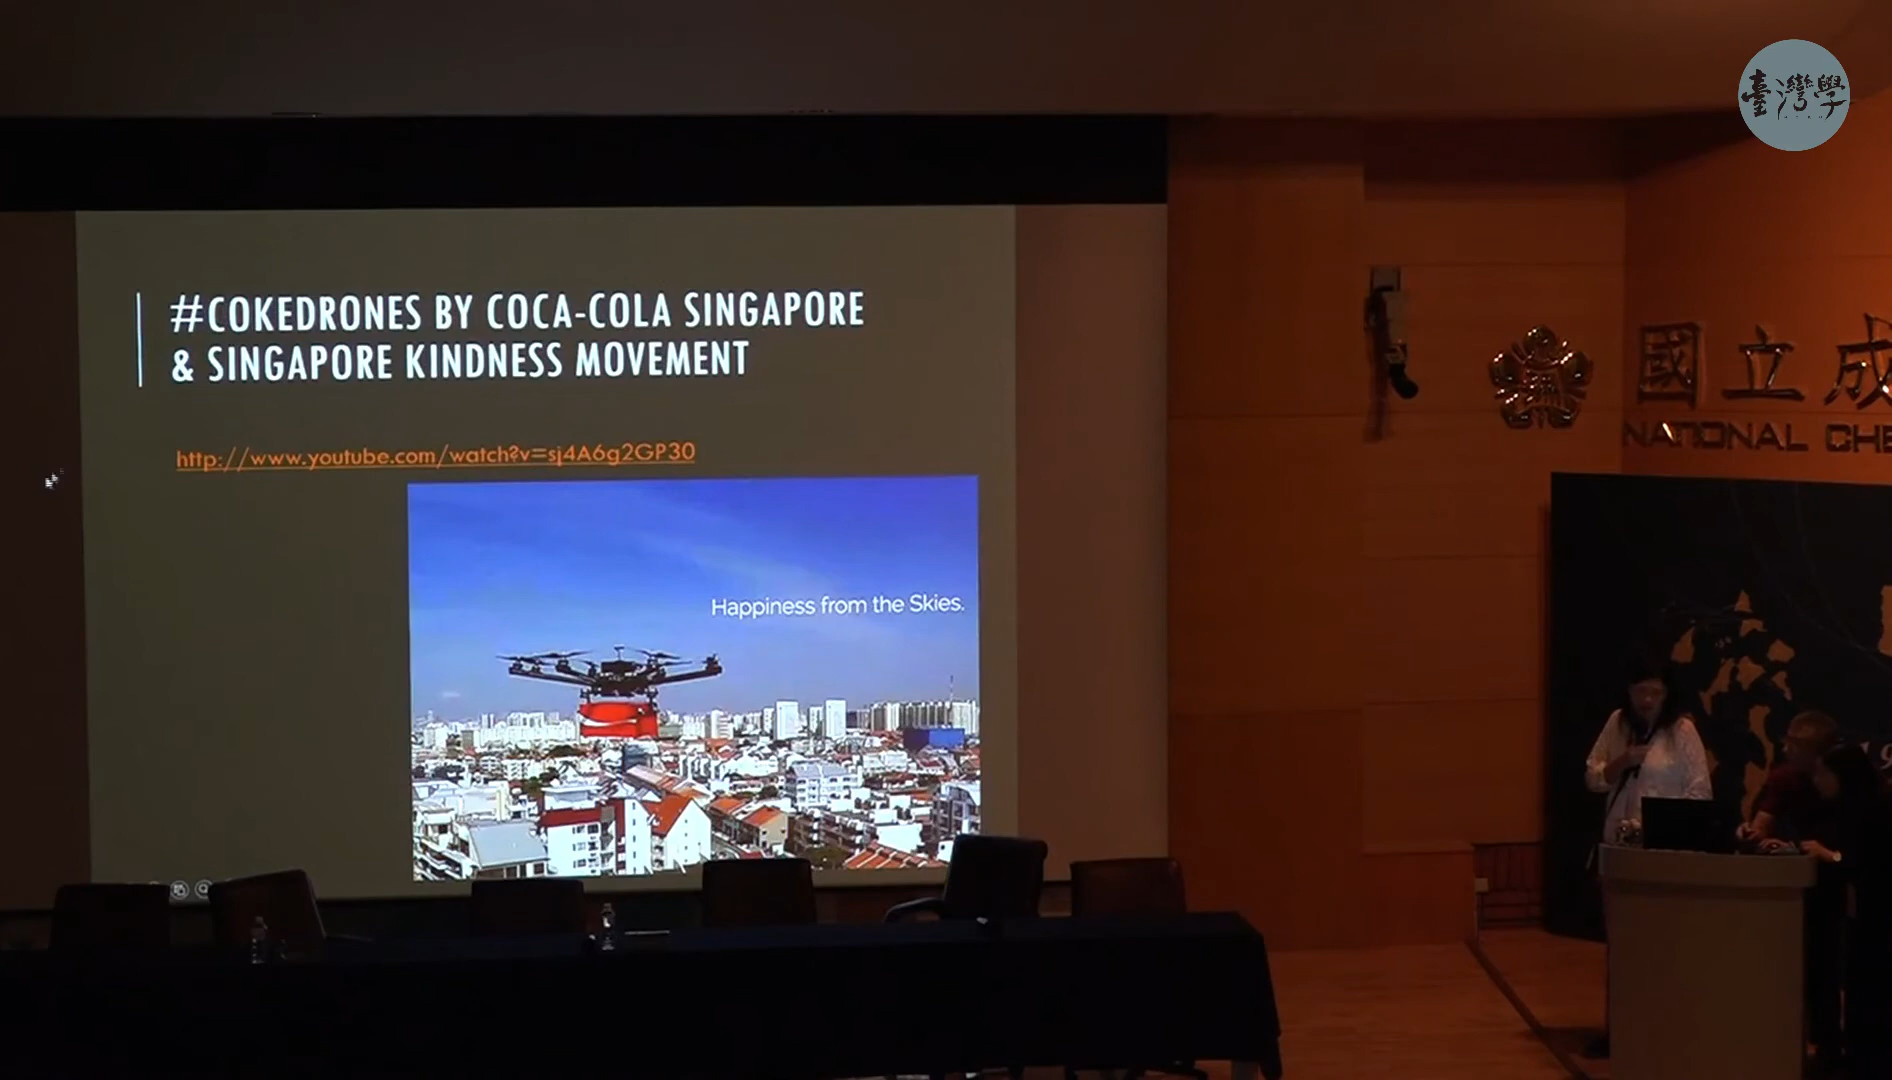 #COKEDRONES BY COCA-COLA SINGAPORE
& SINGAPORE KINDNESS MOVEMENT
http://www.youtube.com/watch?v=sj4A6g2GP30
Happiness from the Skies.
臺灣學
國立成
NATIONAL CHE